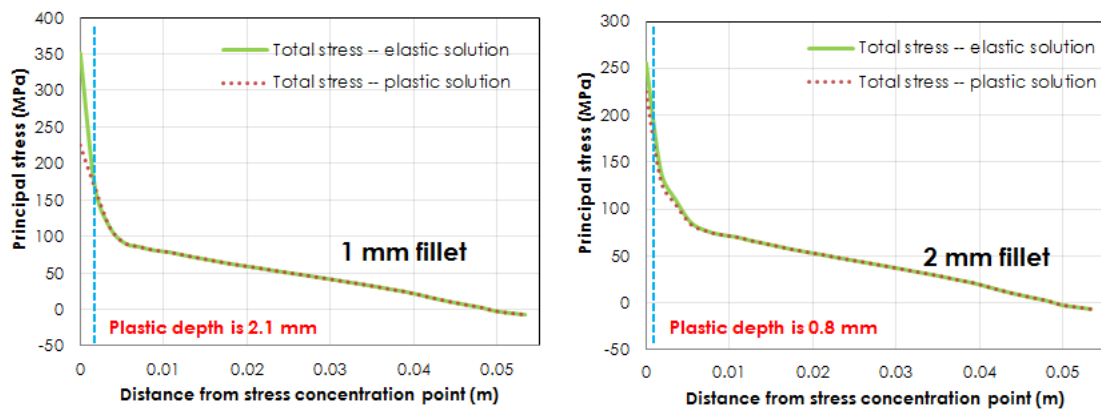 400
350
300
250
200
150
100
50
0
-50
Principal stress (MPa)
Total stress -- elastic solution
Total stress -- plastic solution
1 mm fillet
Plastic depth is 2.1 mm
0 0.01 0.02 0.03 0.04 0.05
Distance from stress concentration point (m)
300
250
200
150
100
50
0
-50
Principal stress (MPa)
Total stress -- elastic solution
Total stress -- plastic solution
2 mm fillet
Plastic depth is 0.8 mm
0 0.01 0.02 0.03 0.04 0.05
Distance from stress concentration point (m)